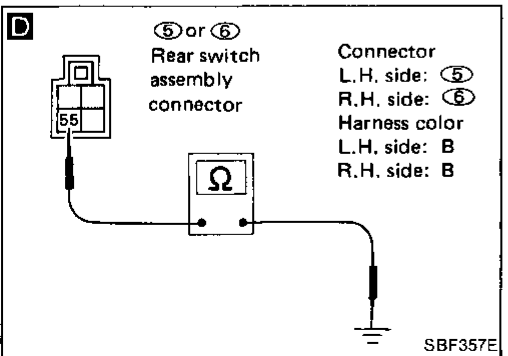 D
⑤ or ⑥
Rear switch
assembly
connector
Connector
L.H. side: ⑤
R.H. side: ⑥
Harness color
L.H. side: B
R.H. side: B
55
Ω
SBF357E